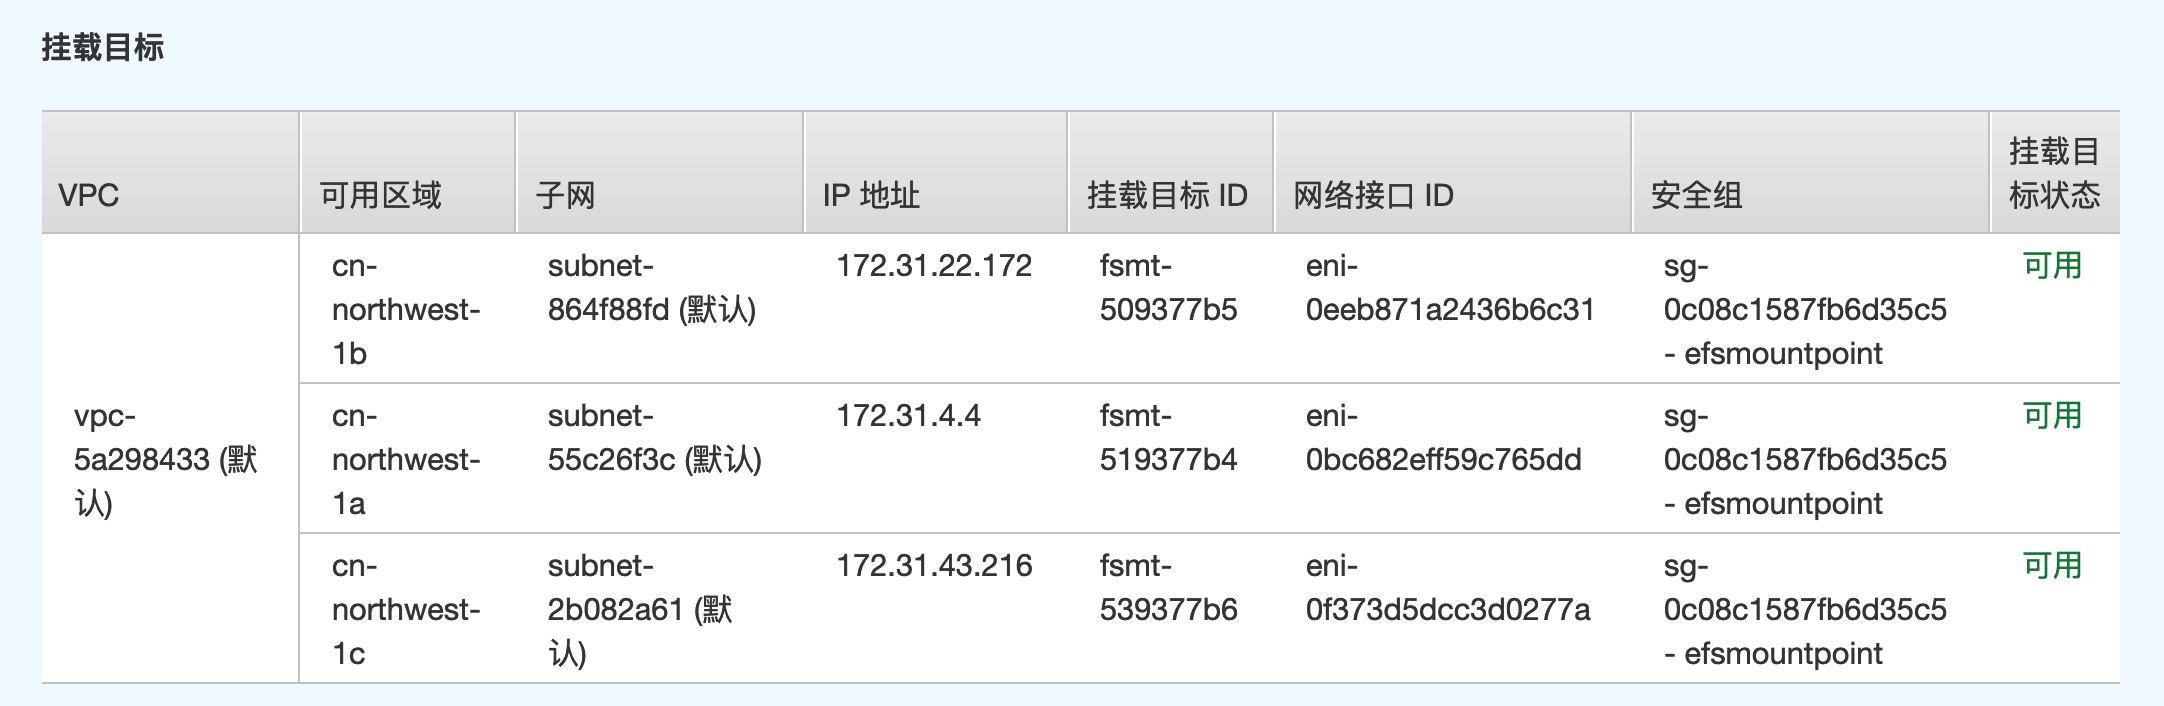 挂载目标
VPC
可用区域
子网
IP 地址
挂载目标 ID
网络接口 ID
安全组
挂载目
标状态
vpc-
5a298433 (默
认)
cn-
northwest-
1b
subnet-
864f88fd (默认)
172.31.22.172
fsmt-
509377b5
eni-
0eeb871a2436b6c31
sg-
0c08c1587fb6d35c5
- efsmountpoint
可用
cn-
northwest-
1a
subnet-
55c26f3c (默认)
172.31.4.4
fsmt-
519377b4
eni-
0bc682eff59c765dd
sg-
0c08c1587fb6d35c5
- efsmountpoint
可用
cn-
northwest-
1c
subnet-
2b082a61 (默
认)
172.31.43.216
fsmt-
539377b6
eni-
0f373d5dcc3d0277a
sg-
0c08c1587fb6d35c5
- efsmountpoint
可用